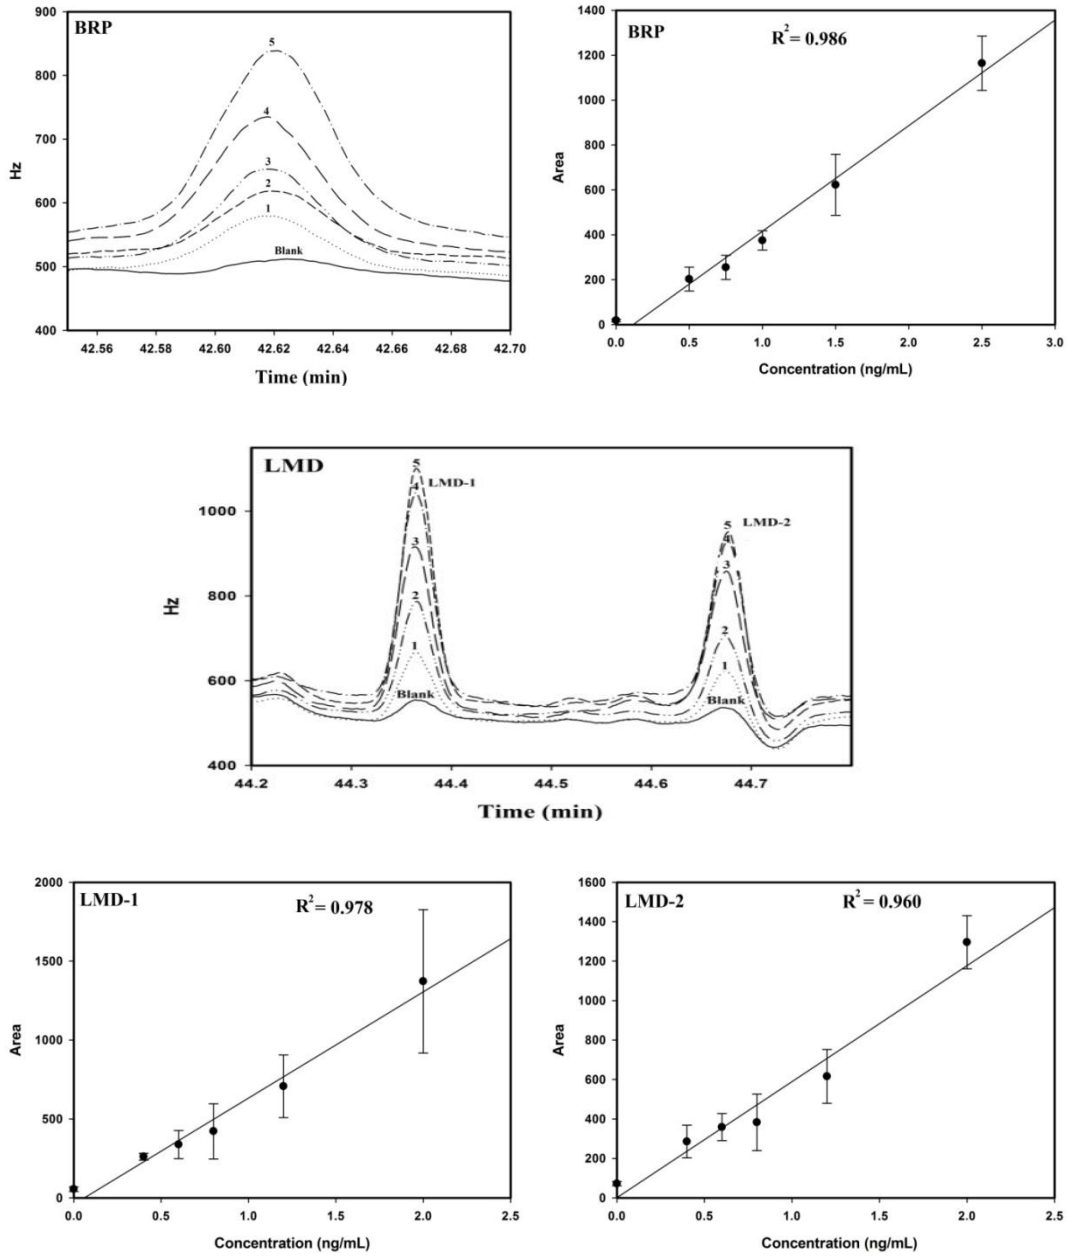 BRP
900
800
700
600
500
400
Hz
5
4
3
2
1
Blank
42.56 42.58 42.60 42.62 42.64 42.66 42.68 42.70
Time (min)
BRP
R2 = 0.986
1400
1200
1000
800
600
400
200
0
Area
0.0 0.5 1.0 1.5 2.0 2.5 3.0
Concentration (ng/mL)
LMD
1000
800
600
400
Hz
5
LMD-1
4
3
2
1
Blank
5
LMD-2
4
3
2
1
Blank
44.2 44.3 44.4 44.5 44.6 44.7
Time (min)
LMD-1
R2 = 0.978
2000
1500
1000
500
0
Area
0.0 0.5 1.0 1.5 2.0 2.5
Concentration (ng/mL)
LMD-2
R2 = 0.960
1600
1400
1200
1000
800
600
400
200
0
Area
0.0 0.5 1.0 1.5 2.0 2.5
Concentration (ng/mL)